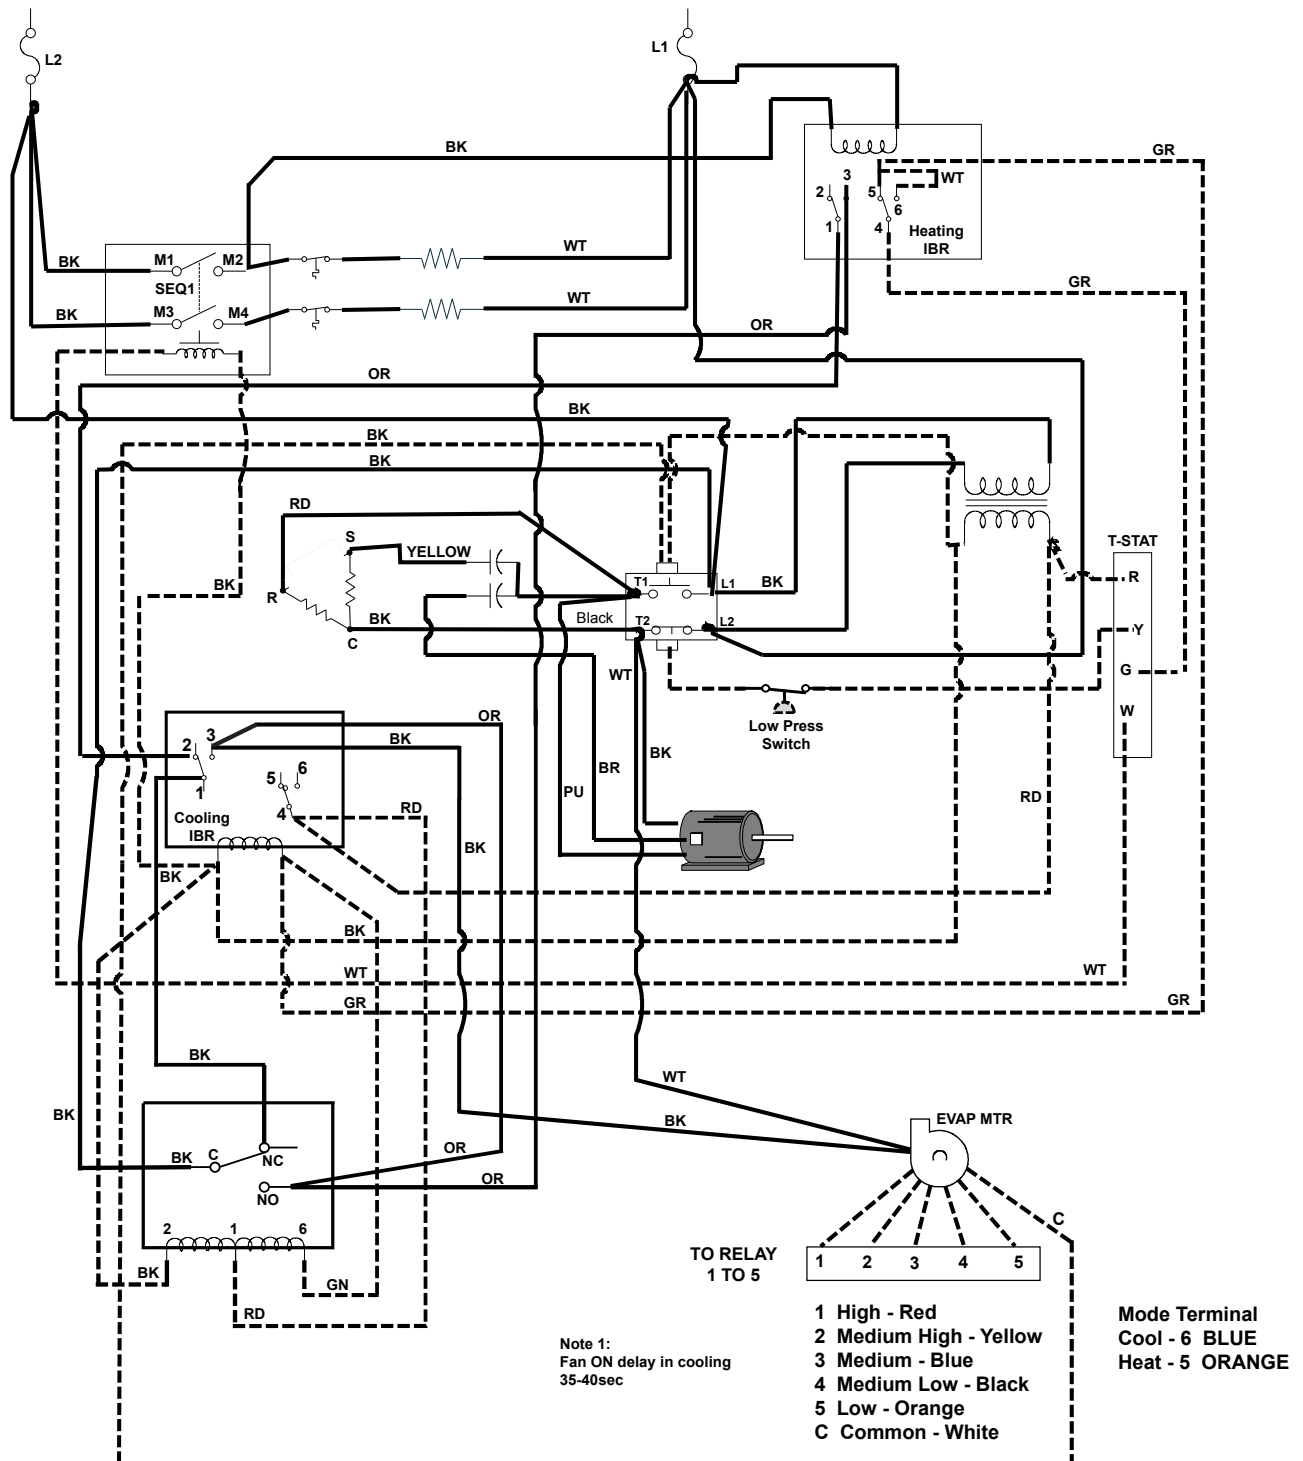 L2
L1
BK
GR
3
2
5
WT
6
1
4
Heating
IBR
WT
M1
M2
BK
SEQ1
GR
WT
M3
M4
BK
OR
OR
BK
BK
BK
RD
T-STAT
S
YELLOW
R
BK
T1
L1
BK
R
Black
BK
T2
L2
Y
C
WT
G
W
Low Press
Switch
OR
3
BK
2
BK
6
5
BR
1
PU
RD
RD
Cooling
4
IBR
BK
BK
BK
WT
WT
GR
GR
BK
WT
BK
BK
EVAP MTR
OR
C
BK
NC
OR
NO
C
2
1
6
TO RELAY
1 TO 5
1 2 3 4 5
BK
GN
RD
1 High - Red
2 Medium High - Yellow
3 Medium - Blue
4 Medium Low - Black
5 Low - Orange
C Common - White
Mode Terminal
Cool - 6 BLUE
Heat - 5 ORANGE
Note 1:
Fan ON delay in cooling
35-40sec